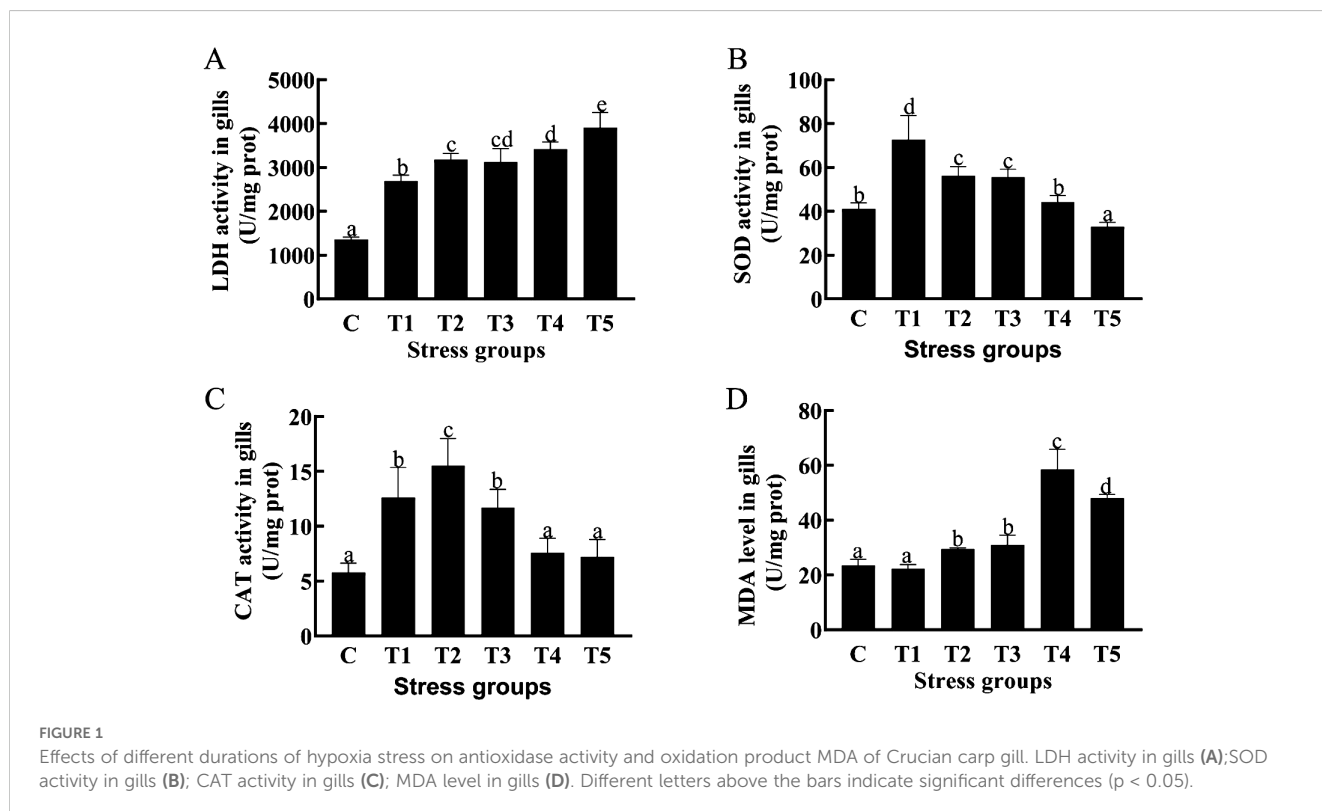 A
5000
4000
3000
2000
1000
0
LDH activity in gills
(U/mg prot)
a
b
c
cd
d
e
C T1 T2 T3 T4 T5
Stress groups
B
100
80
60
40
20
0
SOD activity in gills
(U/mg prot)
b
d
c
c
b
a
C T1 T2 T3 T4 T5
Stress groups
C
20
15
10
5
0
CAT activity in gills
(U/mg prot)
a
b
c
b
a
a
C T1 T2 T3 T4 T5
Stress groups
D
80
60
40
20
0
MDA level in gills
(U/mg prot)
a
a
b
b
c
d
C T1 T2 T3 T4 T5
Stress groups
FIGURE 1
Effects of different durations of hypoxia stress on antioxidase activity and oxidation product MDA of Crucian carp gill. LDH activity in gills (A);SOD
activity in gills (B); CAT activity in gills (C); MDA level in gills (D). Different letters above the bars indicate significant differences (p < 0.05).